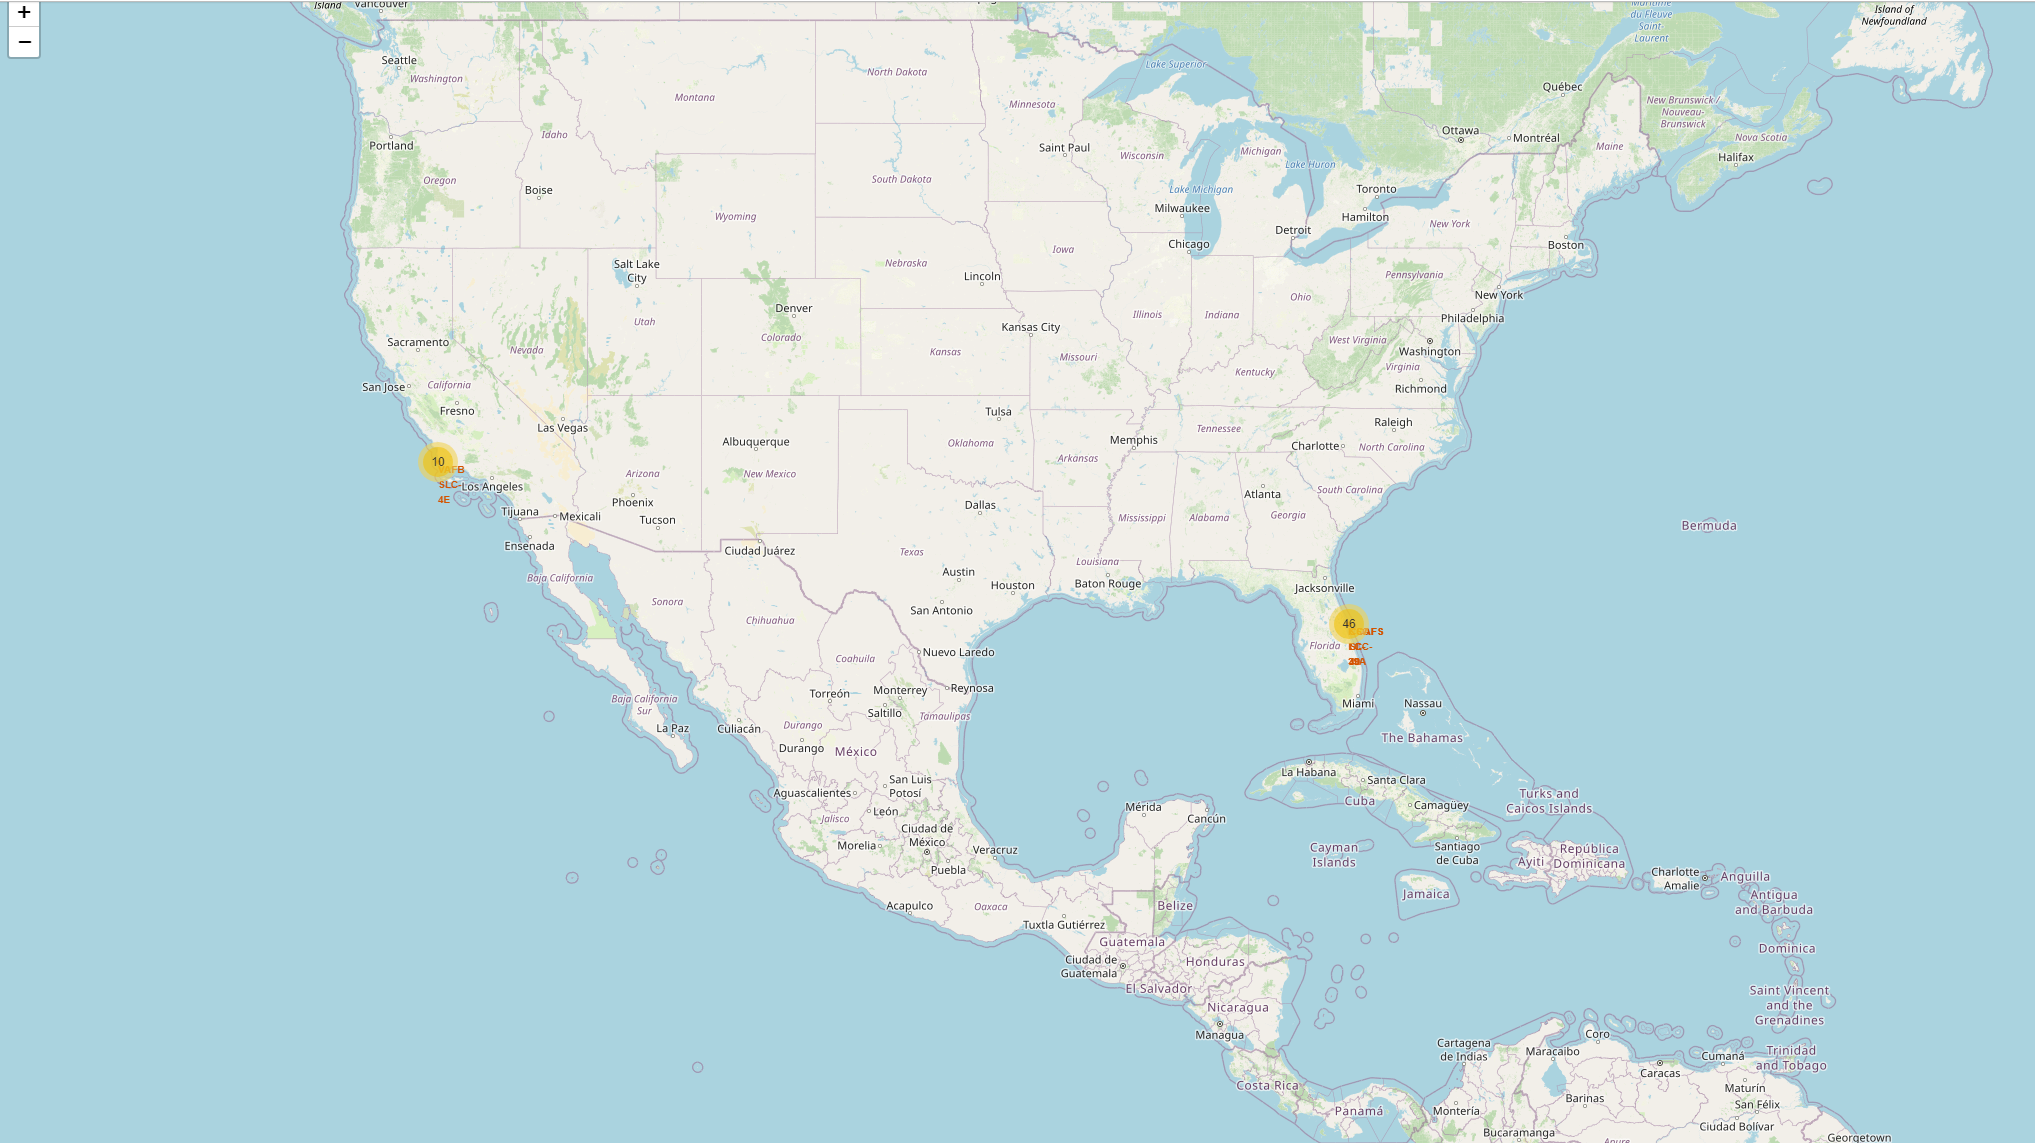 +
−
Island
Vancouver
Island of
Newfoundland
Maritime
du Fleuve
Saint-
Laurent
Seattle
Washington
North Dakota
Lake Superior
Montana
Minnesota
Québec
New Brunswick /
Nouveau-
Brunswick
Nova Scotia
Idaho
Portland
Saint Paul
Wisconsin
Michigan
Lake Huron
Ottawa
Montréal
Maine
Halifax
Oregon
Boise
South Dakota
Lake Michigan
Toronto
Wyoming
Milwaukee
Hamilton
New York
Detroit
Chicago
Boston
Iowa
Salt Lake
City
Nebraska
Lincoln
Pennsylvania
New York
Ohio
Denver
Utah
Illinois
Indiana
Philadelphia
Kansas City
Colorado
Sacramento
Nevada
Kansas
Missouri
West Virginia
Washington
Virginia
Kentucky
Richmond
San Jose
California
Fresno
Tulsa
Las Vegas
Albuquerque
Oklahoma
Memphis
Tennessee
Raleigh
Charlotte
North Carolina
Arkansas
10
VAFB
SLC-
4E
Los Angeles
Arizona
New Mexico
Phoenix
Atlanta
South Carolina
Dallas
Tijuana
Mexicali
Tucson
Mississippi
Alabama
Georgia
Bermuda
Ensenada
Ciudad Juárez
Texas
Louisiana
Baja California
Austin
Houston
Baton Rouge
Jacksonville
Sonora
San Antonio
Chihuahua
46
Florida
Nuevo Laredo
Coahuila
Torreón
Monterrey
Reynosa
Baja California
Sur
Saltillo
Tamaulipas
Miami
Nassau
La Paz
Culiacán
Durango
Durango
México
The Bahamas
La Habana
Santa Clara
San Luis
Potosí
Aguascalientes
Cuba
Camagüey
Turks and
Caicos Islands
Mérida
Cancún
León
Jalisco
Ciudad de
México
Morelia
Veracruz
Puebla
Cayman
Islands
Santiago
de Cuba
Ayiti
República
Dominicana
Charlotte
Amalie
Anguilla
Jamaica
Antigua
and Barbuda
Acapulco
Oaxaca
Belize
Tuxtla Gutiérrez
Guatemala
Dominica
Ciudad de
Guatemala
Honduras
El Salvador
Nicaragua
Saint Vincent
and the
Grenadines
Managua
Cartagena
de Indias
Coro
Maracaibo
Cumaná
Trinidad
and Tobago
Caracas
Costa Rica
Maturín
Barinas
San Félix
Panamá
Montería
Ciudad Bolívar
Bucaramanga
Apure
Georgetown